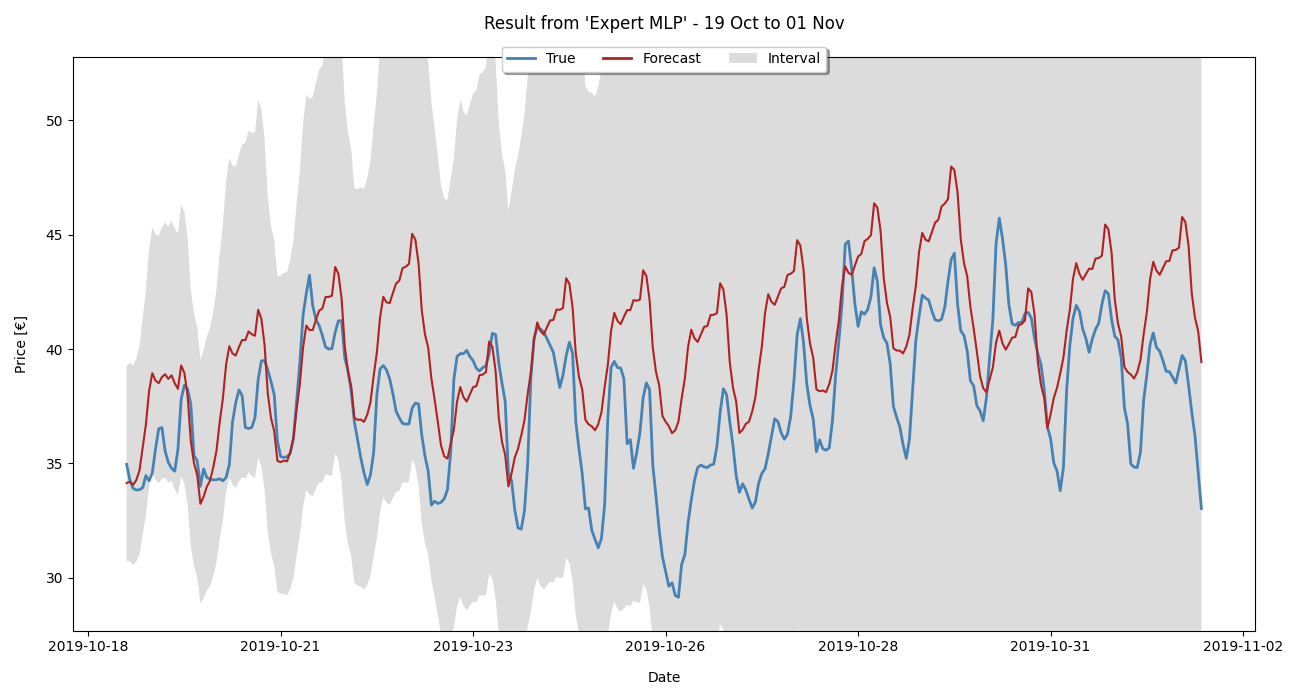 Result from 'Expert MLP' - 19 Oct to 01 Nov
True Forecast Interval
Price [€]
50
45
40
35
30
2019-10-18 2019-10-21 2019-10-23 2019-10-26 2019-10-28 2019-10-31 2019-11-02
Date